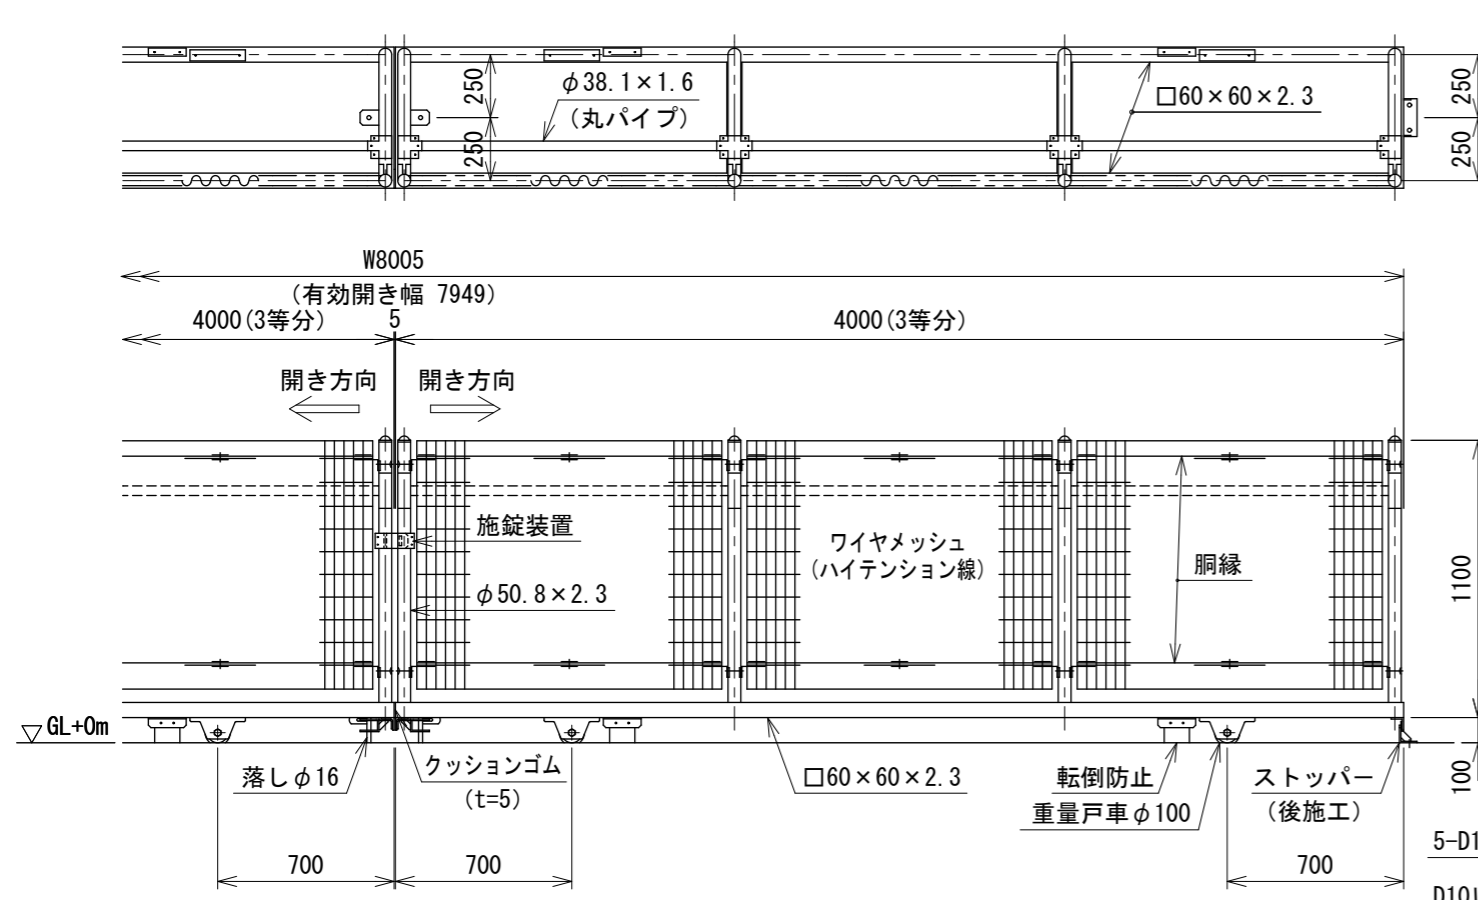 250
250
φ38.1×1.6
(丸パイプ)
□60×60×2.3
250
250
W8005
(有効開き幅 7949)
4000(3等分)
5
4000(3等分)
開き方向
開き方向
施錠装置
φ50.8×2.3
ワイヤメッシュ
(ハイテンション線)
胴縁
1100
GL+0m
落しφ16
クッションゴム
(t=5)
□60×60×2.3
転倒防止
重量戸車φ100
ストッパー
(後施工)
100
700
700
700
5-D1
D10